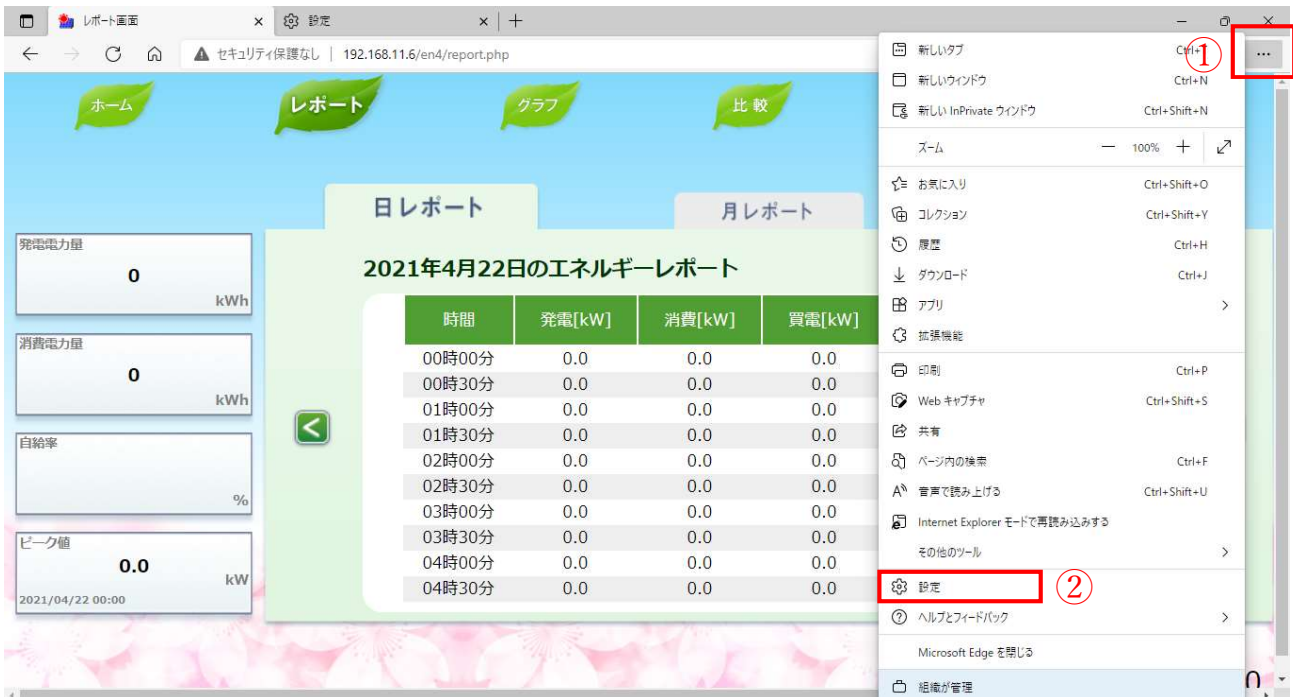 レポート画面
設定
セキュリティ保護なし | 192.168.11.6/en4/report.php
①
ホーム
レポート
グラフ
比較
日レポート
月レポート
発電電力量
0
kWh
消費電力量
0
kWh
自給率
%
ピーク値
0.0
kW
2021/04/22 00:00
2021年4月22日のエネルギーレポート
時間 発電[kW] 消費[kW] 買電[kW]
00時00分 0.0 0.0 0.0
00時30分 0.0 0.0 0.0
01時00分 0.0 0.0 0.0
01時30分 0.0 0.0 0.0
02時00分 0.0 0.0 0.0
02時30分 0.0 0.0 0.0
03時00分 0.0 0.0 0.0
03時30分 0.0 0.0 0.0
04時00分 0.0 0.0 0.0
04時30分 0.0 0.0 0.0
新しいタブ
新しいウィンドウ Ctrl+N
新しい InPrivate ウィンドウ Ctrl+Shift+N
ズーム 100%
お気に入り Ctrl+Shift+O
コレクション Ctrl+Shift+Y
履歴 Ctrl+H
ダウンロード Ctrl+J
アプリ
拡張機能
印刷 Ctrl+P
Web キャプチャ Ctrl+Shift+S
共有
ページ内の検索 Ctrl+F
音声で読み上げる Ctrl+Shift+U
Internet Explorer モードで再読み込みする
その他のツール
設定
②
ヘルプとフィードバック
Microsoft Edge を閉じる
組織が管理